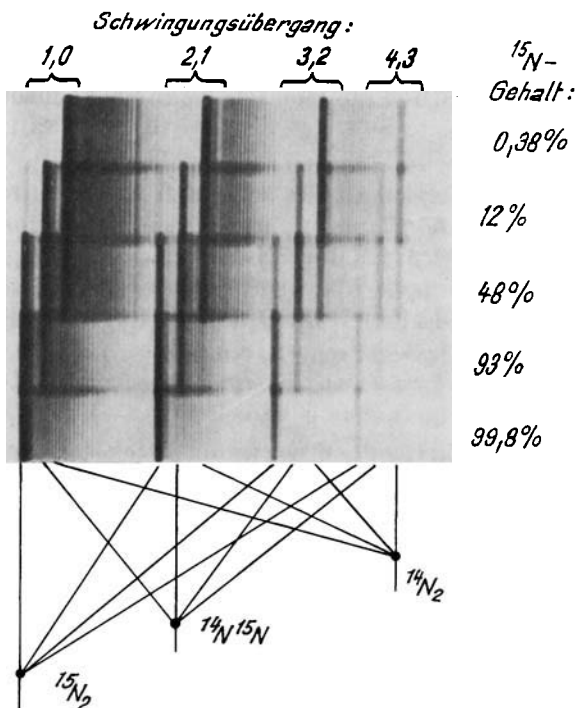 Schwingungsübergang:
1,0 2,1 3,2 4,3
¹⁵N-
Gehalt:
0,38%
12%
48%
93%
99,8%
¹⁴N₂
¹⁴N¹⁵N
¹⁵N₂